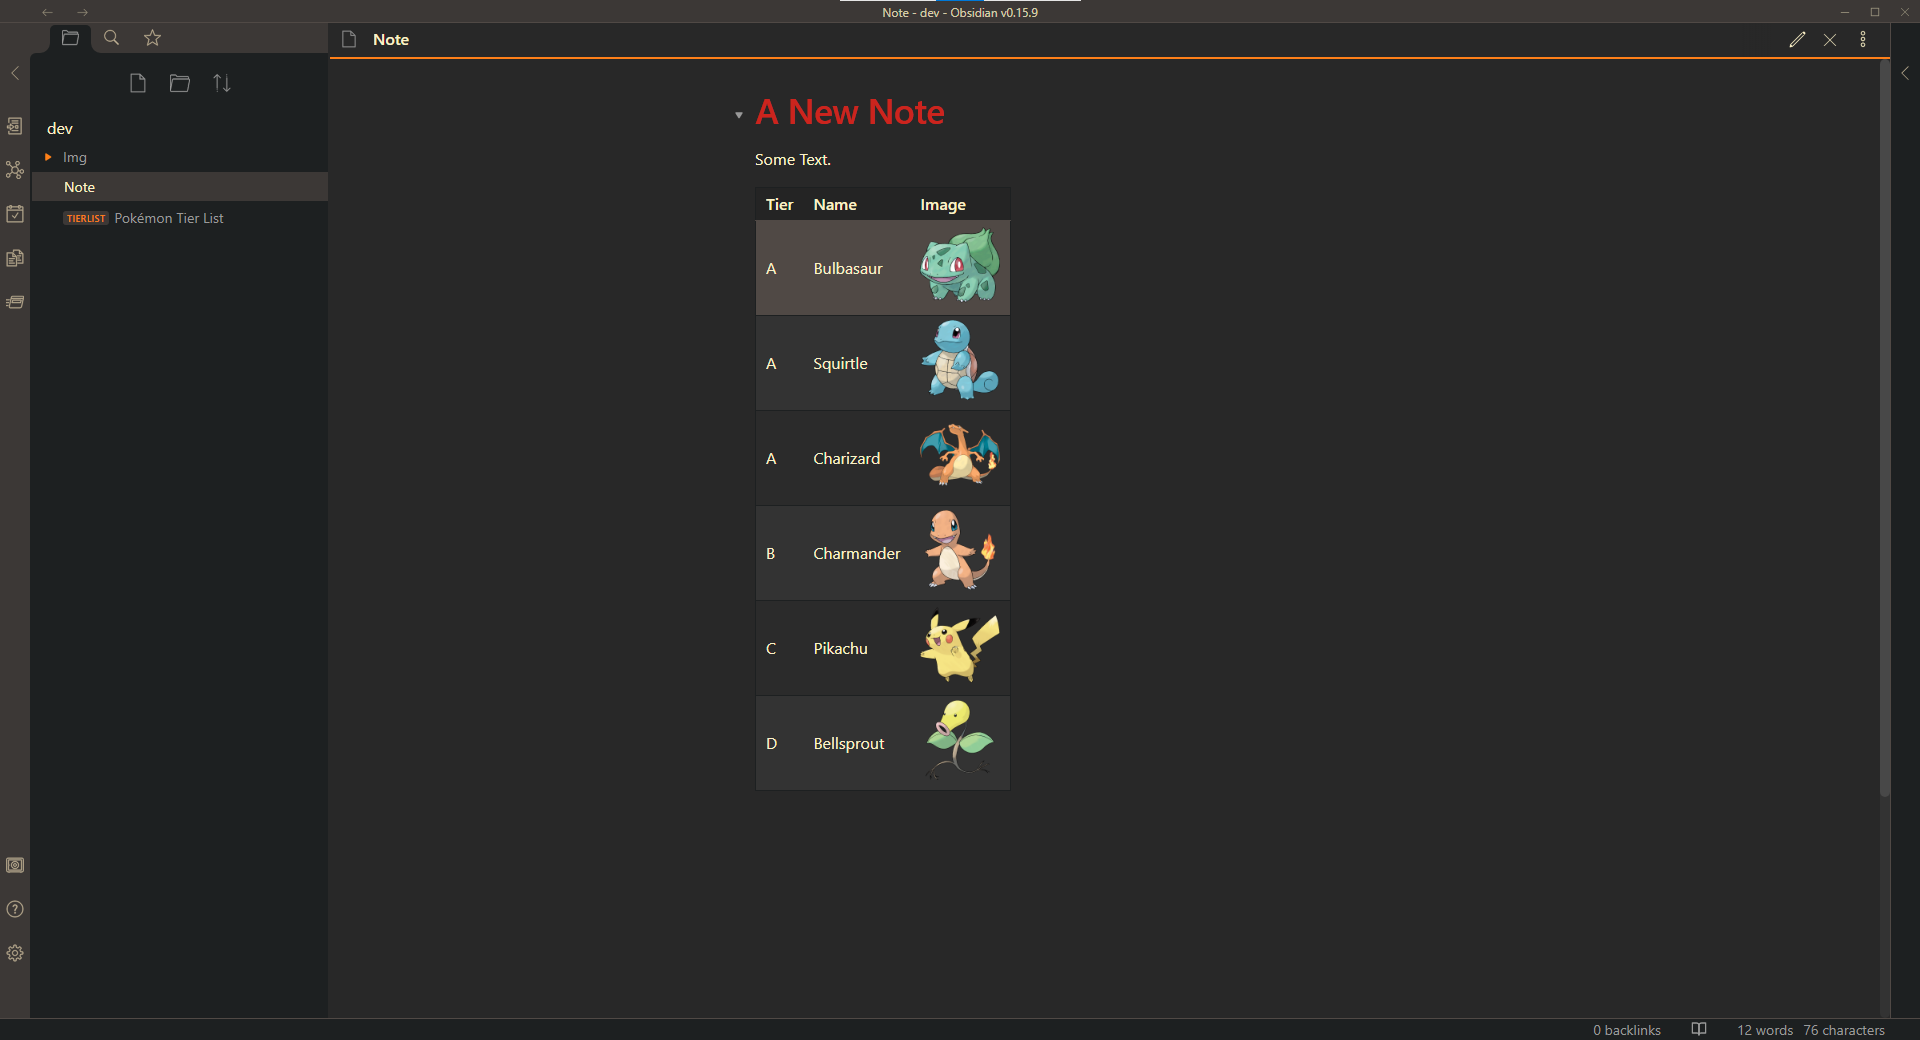 Note - dev - Obsidian v0.15.9
Note
dev
Img
Note
TIERLIST Pokémon Tier List
A New Note
Some Text.
Tier Name Image
A Bulbasaur
A Squirtle
A Charizard
B Charmander
C Pikachu
D Bellsprout
0 backlinks 12 words 76 characters